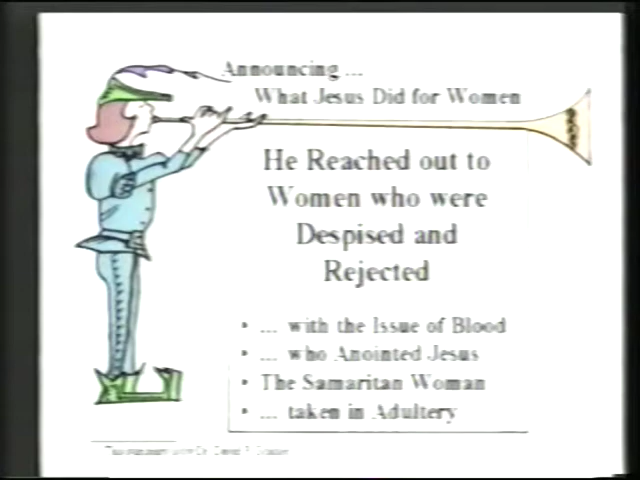 Announcing ...
What Jesus Did for Women
He Reached out to
Women who were
Despised and
Rejected
• ... with the Issue of Blood
• ... who Anointed Jesus
• The Samaritan Woman
• ... taken in Adultery